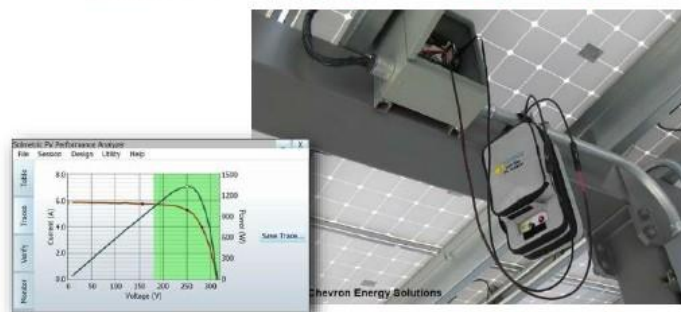 Solmetric PV Performance Analyzer
File Session Design Utility Help
Table
Traces
Verify
Monitor
8.0
6.0
4.0
2.0
0.0
Current (A)
1500
1200
900
600
300
0
Power (W)
0 50 100 150 200 250 300
Voltage (V)
Save Trace...
Chevron Energy Solutions